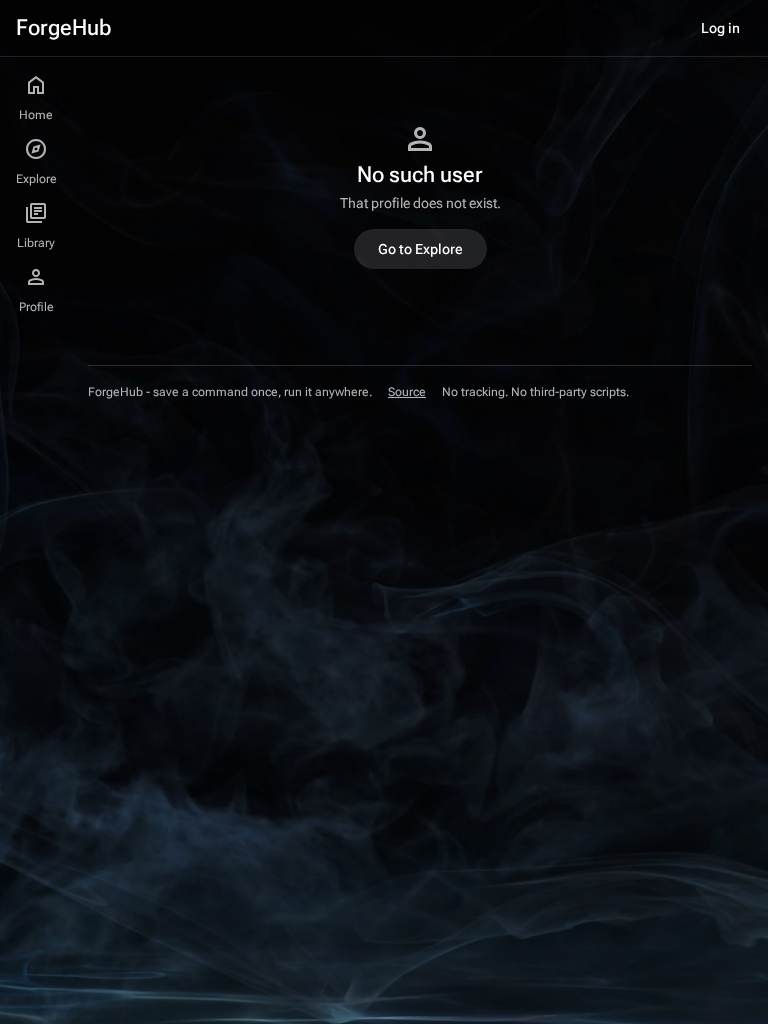 ForgeHub
Log in
Home
Explore
Library
Profile
No such user
That profile does not exist.
Go to Explore
ForgeHub - save a command once, run it anywhere. Source No tracking. No third-party scripts.